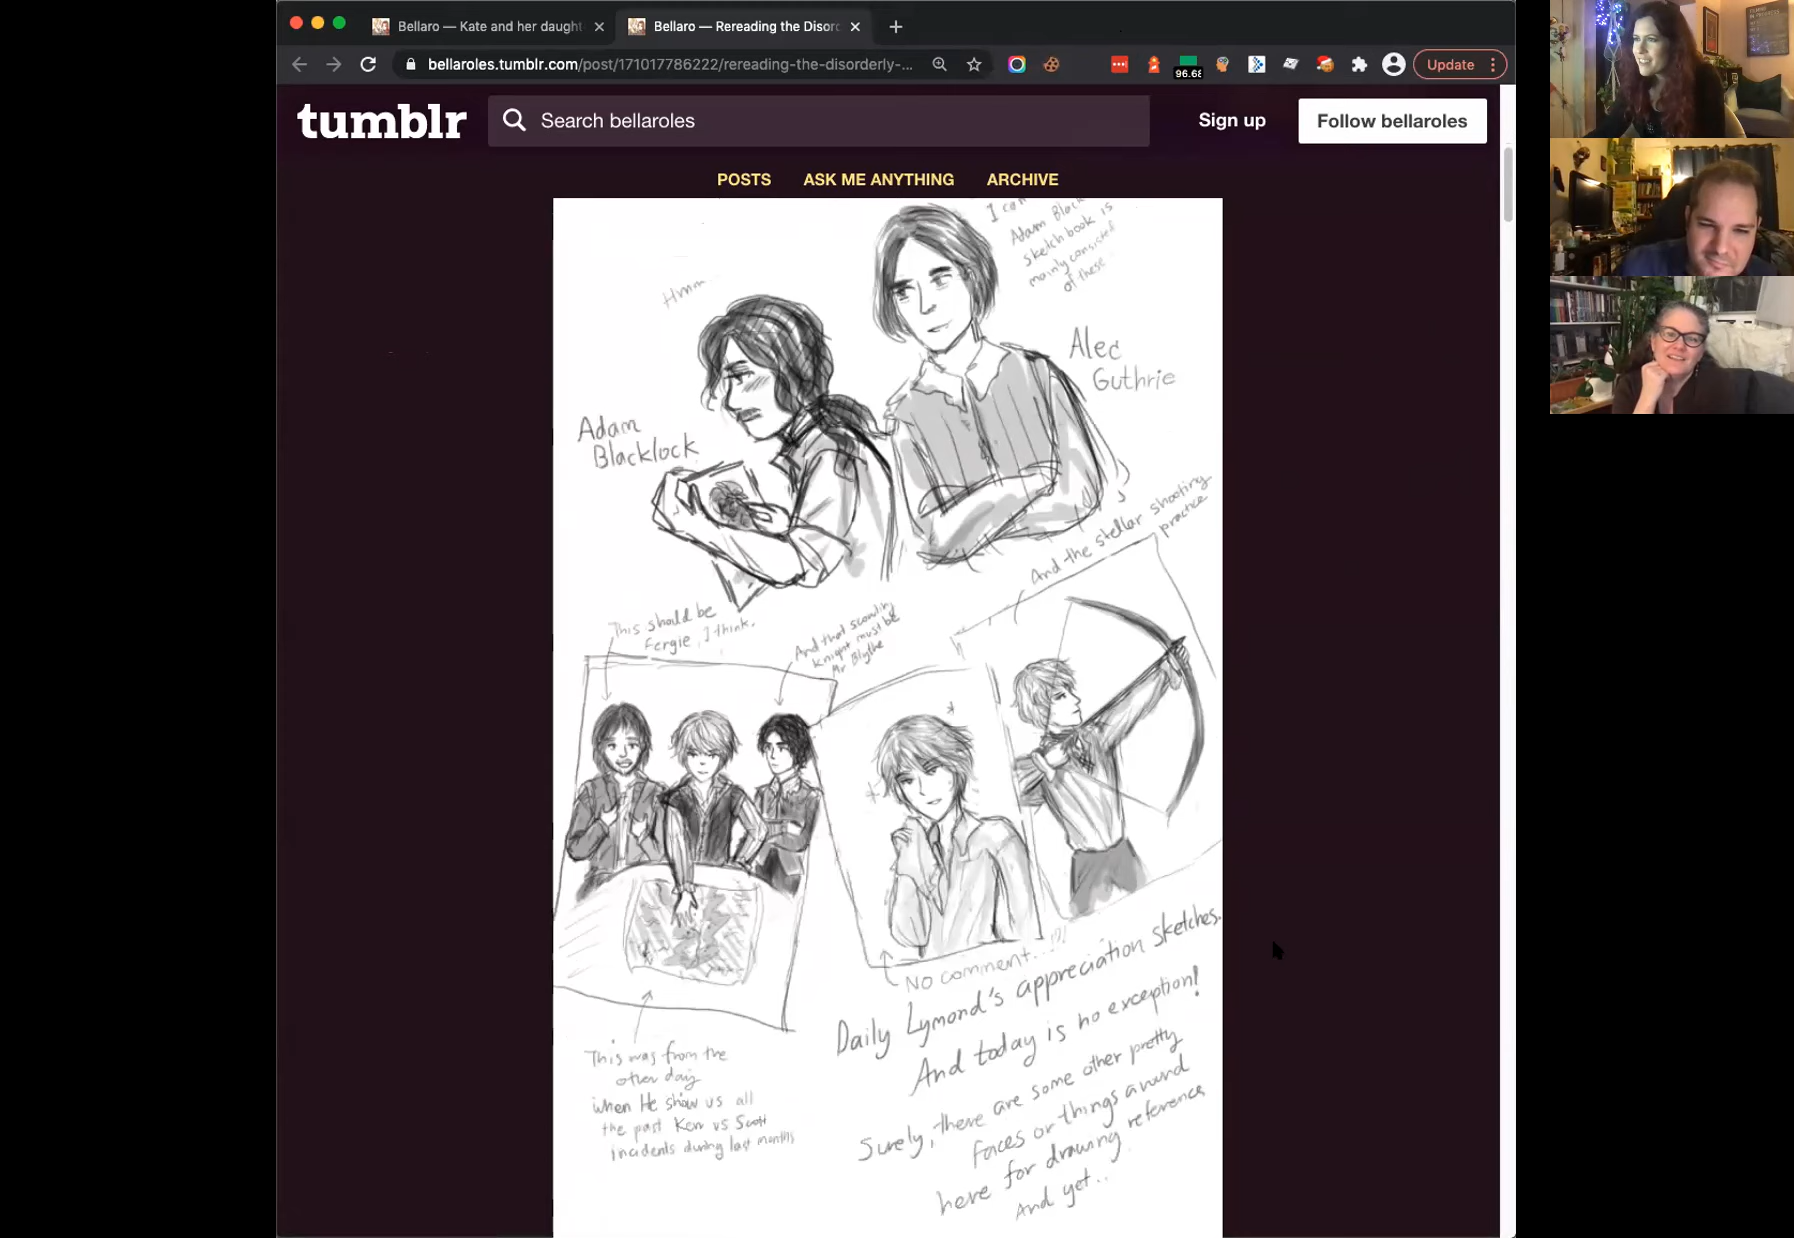 Bellaro — Kate and her daught
Bellaro — Rereading the Disord
bellaroles.tumblr.com/post/171017786222/rereading-the-disorderly-...
96.68
Update
tumblr
Search bellaroles
Sign up
Follow bellaroles
POSTS
ASK ME ANYTHING
ARCHIVE
Hmm
I can
Adam Black
sketch book is
mainly consisted
of these
Alec
Guthrie
Adam
Blacklock
And the stellar shooting
practice
This should be
Fergie, I think.
And that scowling
knight must be
Mr Blythe
No comment...!?!
This was from the
other day
when He show us all
the past Kerr vs Scott
incidents during last months
Daily Lymond's appreciation sketches.
And today is no exception!
Surely, there are some other pretty
faces or things around
here for drawing reference
And yet..